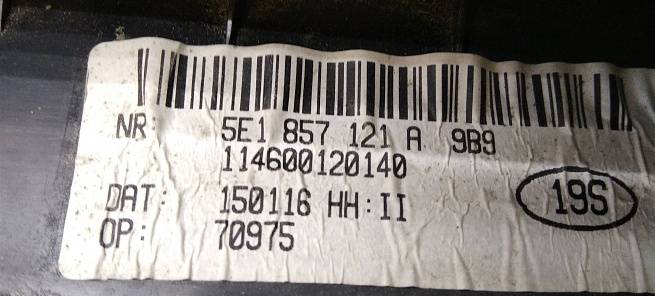 NR: 5E1 857 121 A 9B9
114600120140
DAT: 150116 HH:II
19S
OP: 70975